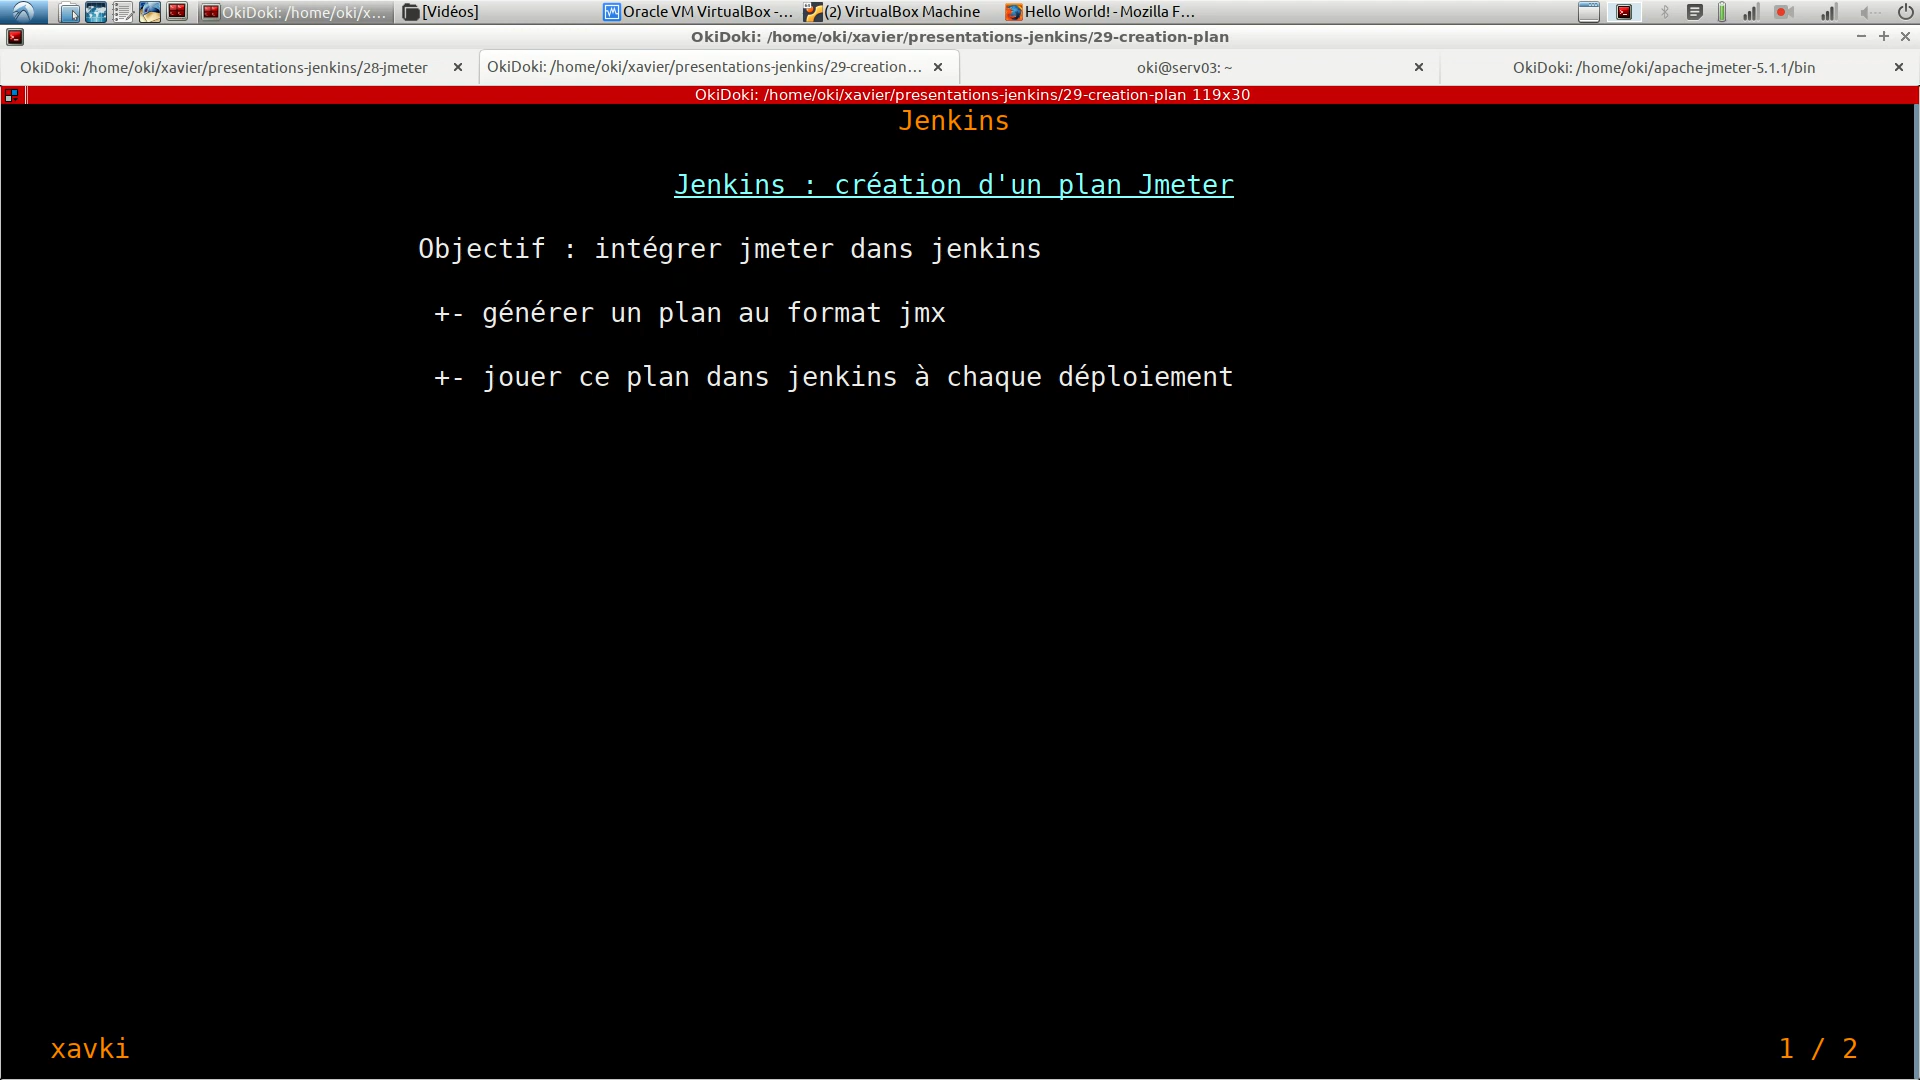 OkiDoki: /home/oki/x...
[Vidéos]
Oracle VM VirtualBox -...
(2) VirtualBox Machine
Hello World! - Mozilla F...
OkiDoki: /home/oki/xavier/presentations-jenkins/29-creation-plan
OkiDoki: /home/oki/xavier/presentations-jenkins/28-jmeter
OkiDoki: /home/oki/xavier/presentations-jenkins/29-creation...
oki@serv03: ~
OkiDoki: /home/oki/apache-jmeter-5.1.1/bin
OkiDoki: /home/oki/xavier/presentations-jenkins/29-creation-plan 119x30
Jenkins
Jenkins : création d'un plan Jmeter
Objectif : intégrer jmeter dans jenkins
+- générer un plan au format jmx
+- jouer ce plan dans jenkins à chaque déploiement
xavki
1 / 2